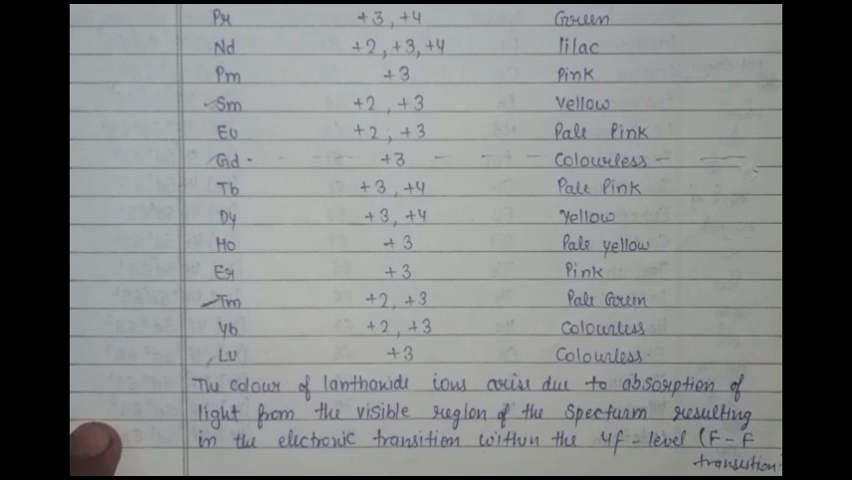 Pr +3, +4 Green
Nd +2, +3, +4 lilac
Pm +3 Pink
Sm +2, +3 Yellow
Eu +2, +3 Pale Pink
Gd - - - +3 - - - Colourless -
Tb +3, +4 Pale Pink
Dy +3, +4 Yellow
Ho +3 Pale yellow
Er +3 Pink
Tm +2, +3 Pale Green
Yb +2, +3 Colourless
Lu +3 Colourless
The colour of lanthanide ions arise due to absorption of
light from the visible region of the specturm resulting
in the electronic transition within the 4f-level (F-F
transition